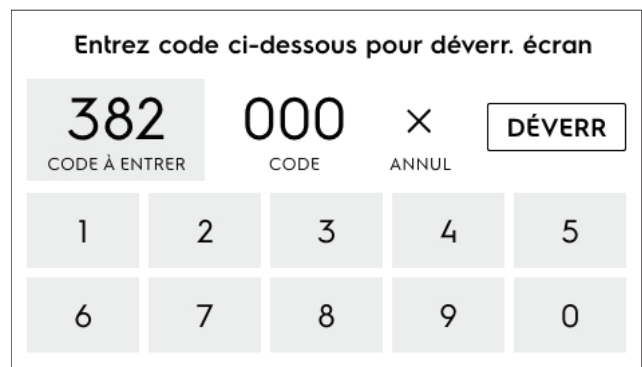 Entrez code ci-dessous pour déverr. écran
382 000 × DÉVERR
CODE À ENTRER CODE ANNUL
1 2 3 4 5
6 7 8 9 0